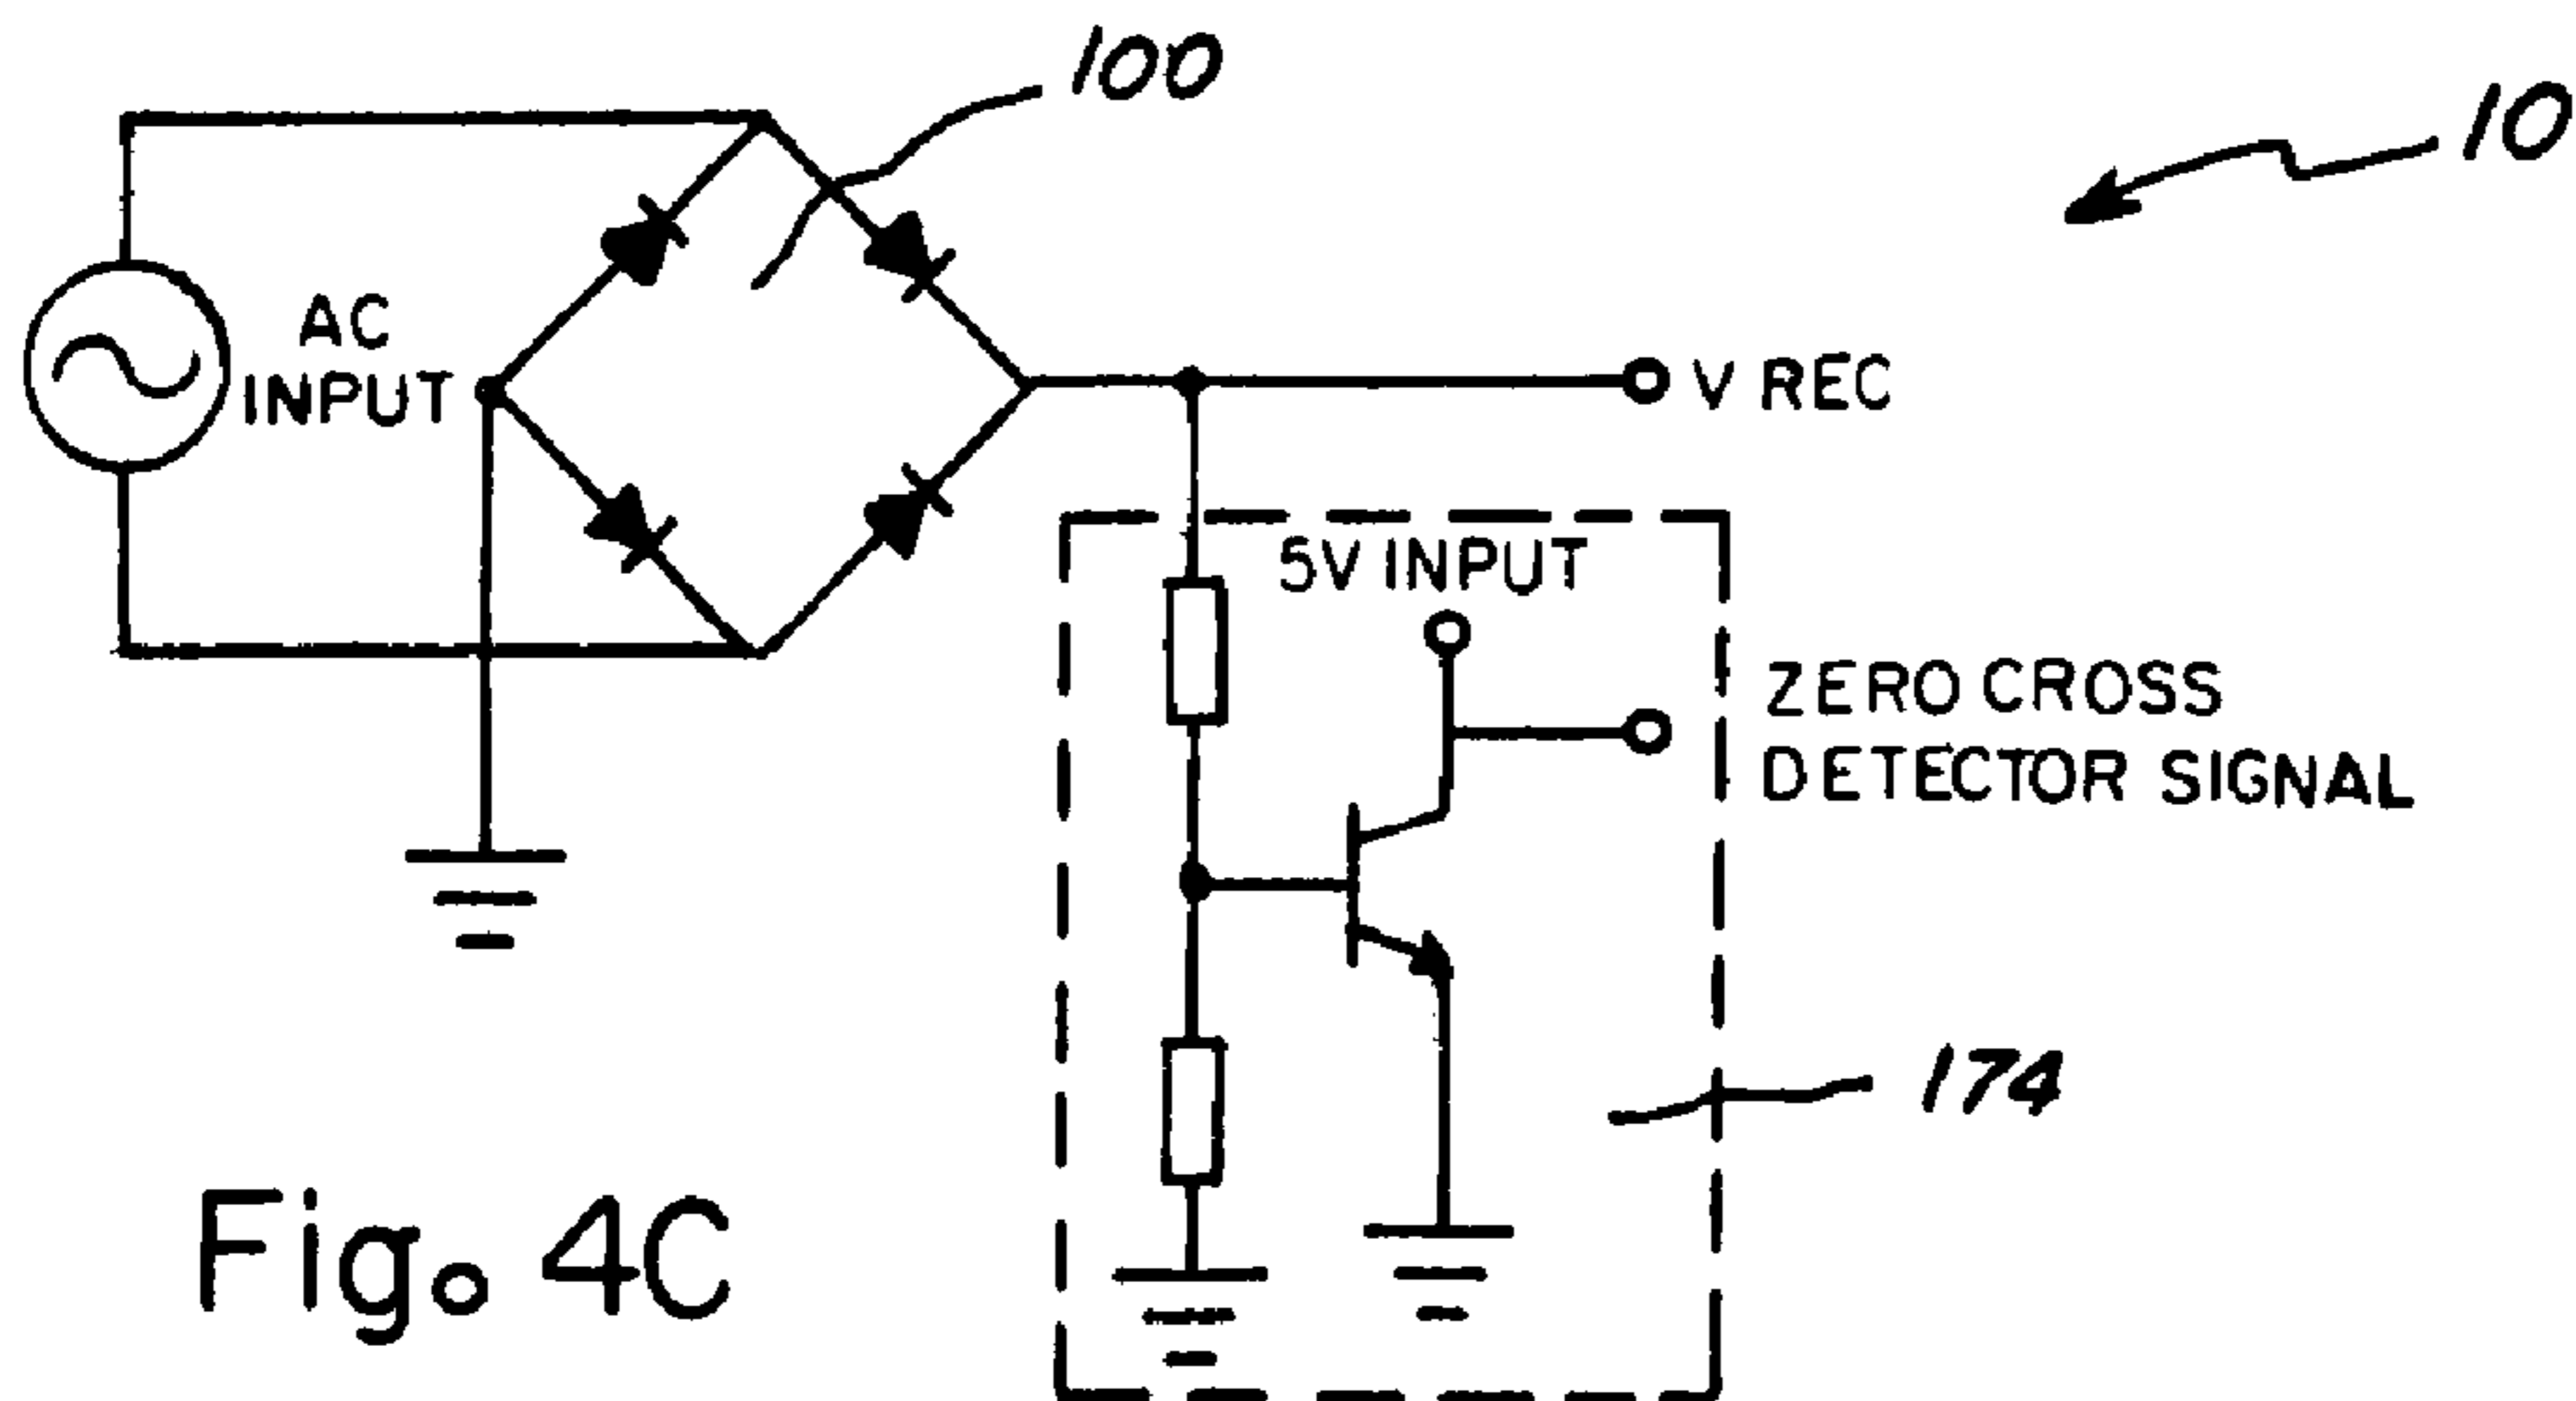 100
10
AC
INPUT
V REC
5V INPUT
ZERO CROSS
DETECTOR SIGNAL
174
Fig. 4C